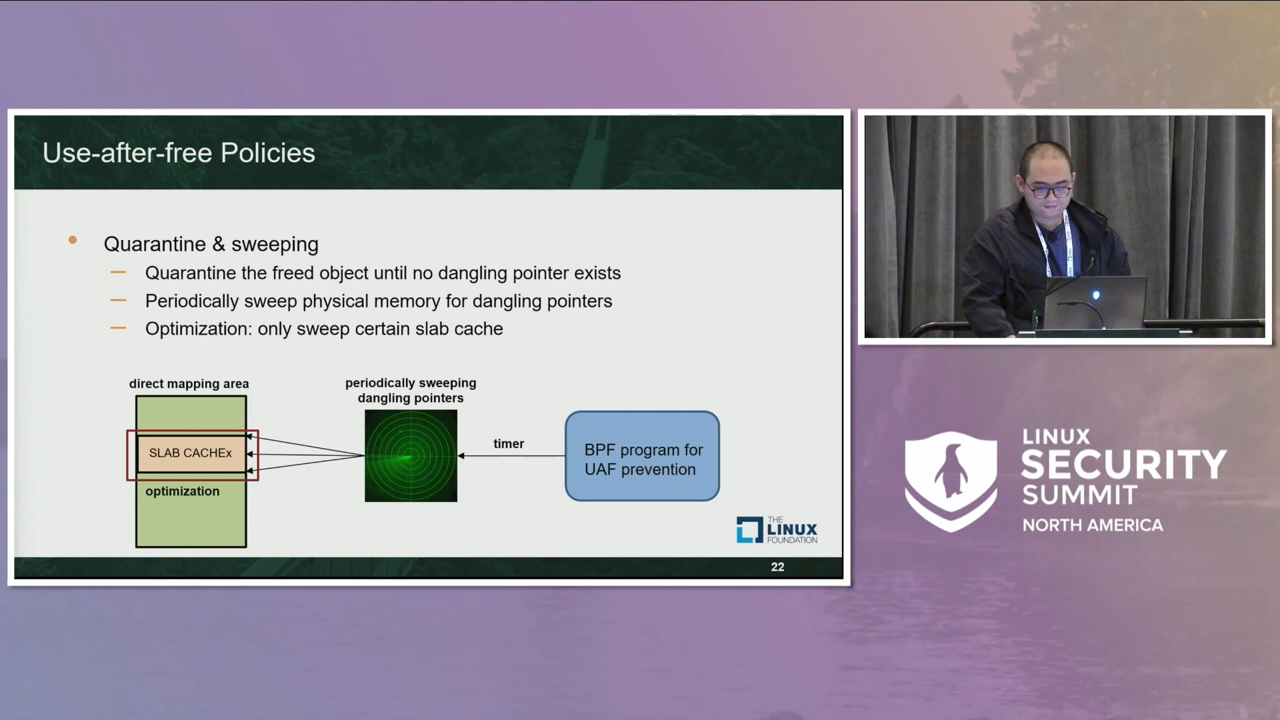 Use-after-free Policies
Quarantine & sweeping
Quarantine the freed object until no dangling pointer exists
Periodically sweep physical memory for dangling pointers
Optimization: only sweep certain slab cache
direct mapping area
SLAB CACHEx
optimization
periodically sweeping
dangling pointers
timer
BPF program for
UAF prevention
THE
LINUX
FOUNDATION
22
LINUX
SECURITY
SUMMIT
NORTH AMERICA